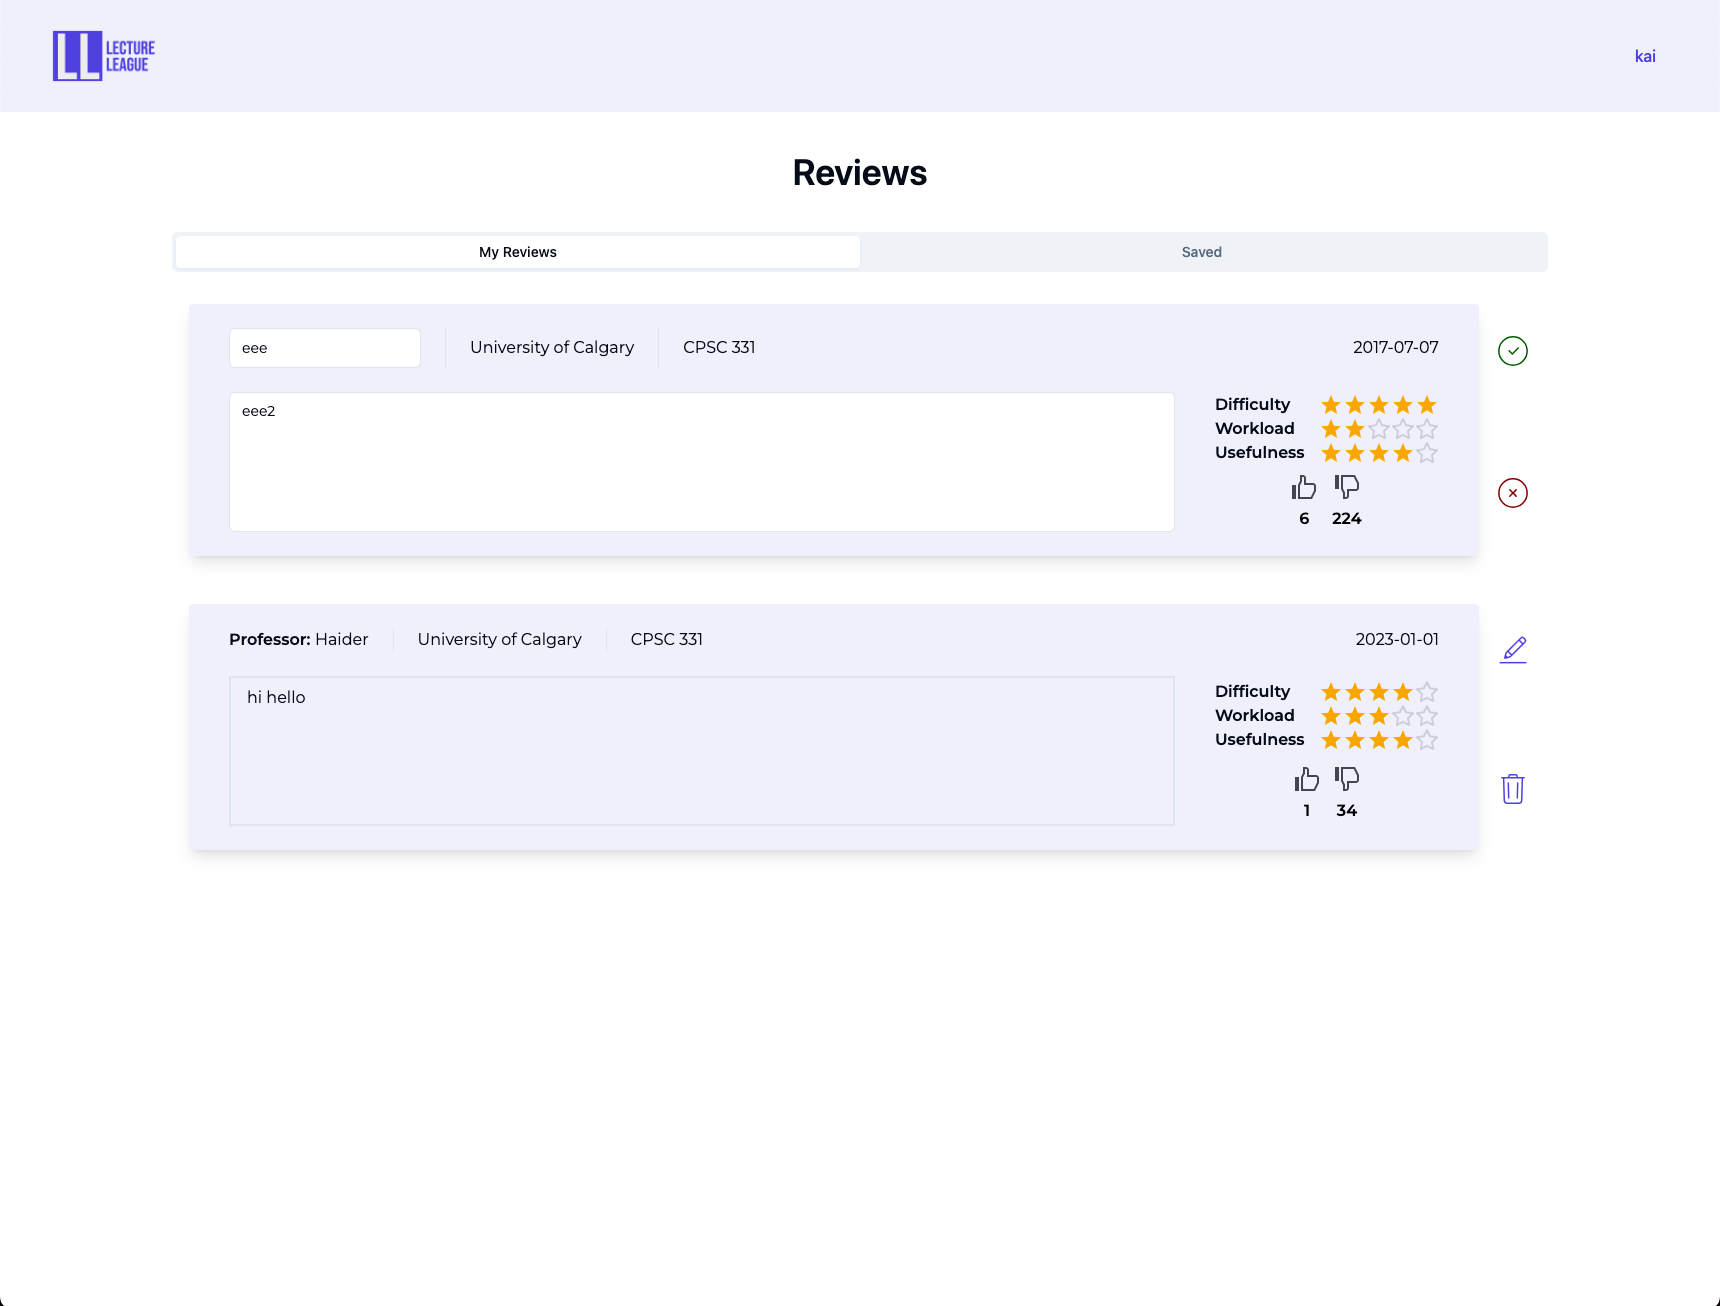 LECTURE
LEAGUE
kai
Reviews
My Reviews
Saved
eee
University of Calgary
CPSC 331
2017-07-07
eee2
Difficulty
Workload
Usefulness
6
224
Professor: Haider
University of Calgary
CPSC 331
2023-01-01
hi hello
Difficulty
Workload
Usefulness
1
34